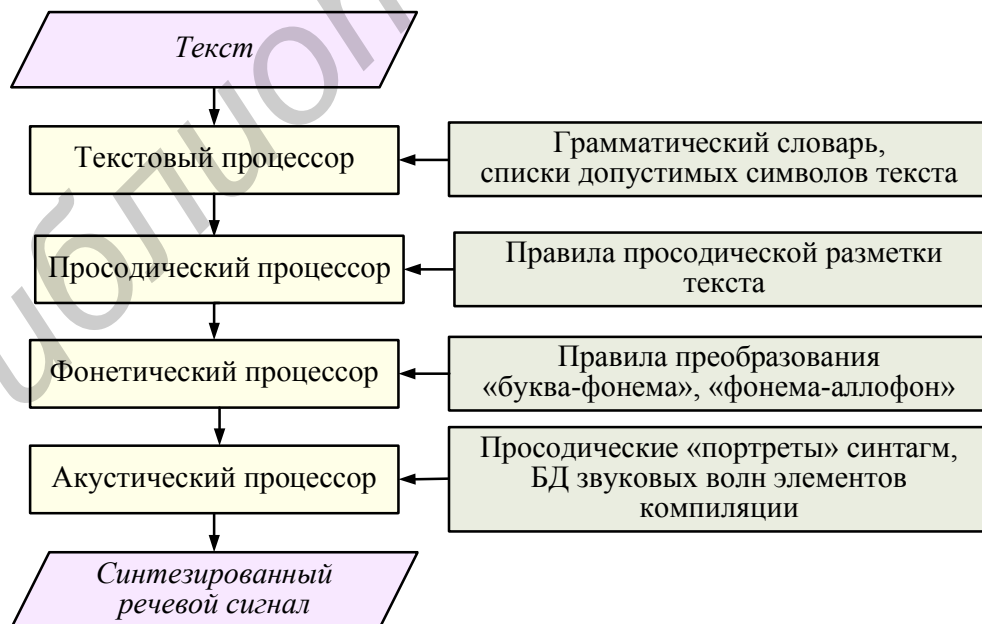 Текст
Текстовый процессор
Грамматический словарь,
списки допустимых символов текста
Просодический процессор
Правила просодической разметки
текста
Фонетический процессор
Правила преобразования
«буква-фонема», «фонема-аллофон»
Акустический процессор
Просодические «портреты» синтагм,
БД звуковых волн элементов
компиляции
Синтезированный
речевой сигнал